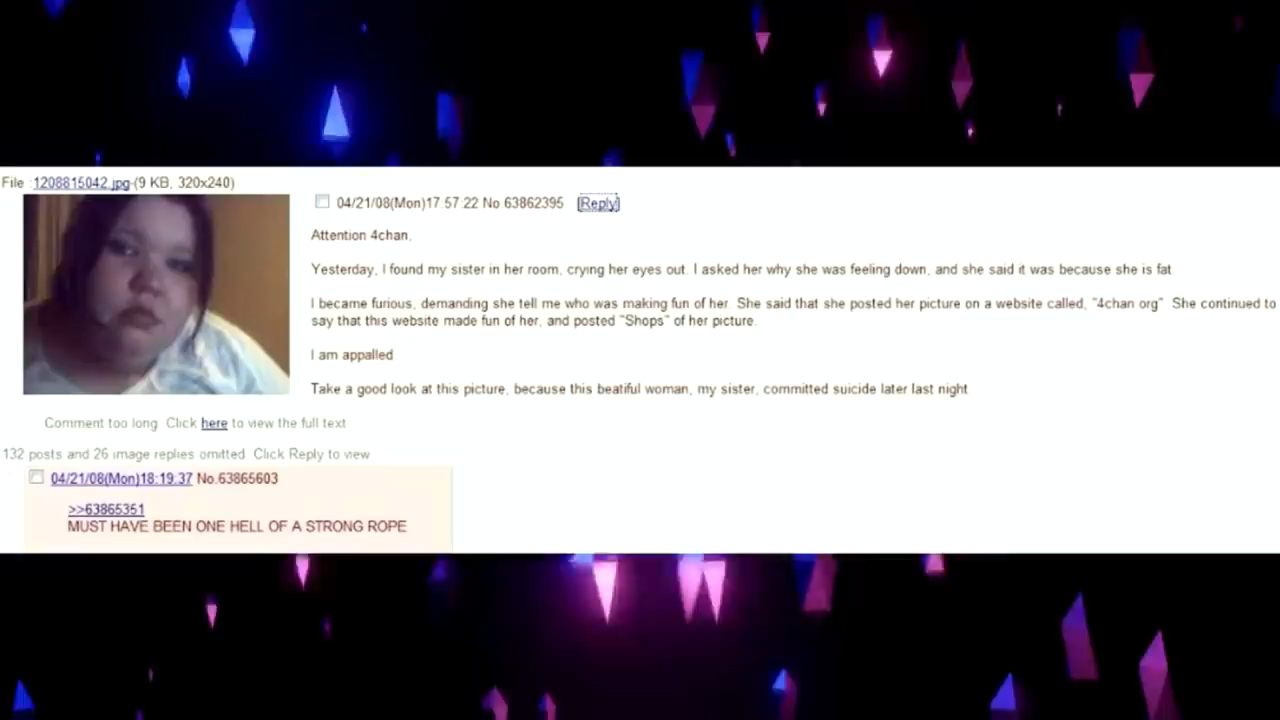 File :1208815042.jpg-(9 KB, 320x240)
04/21/08(Mon)17:57:22 No 63862395 [Reply]
Attention 4chan,
Yesterday, I found my sister in her room, crying her eyes out. I asked her why she was feeling down, and she said it was because she is fat
I became furious, demanding she tell me who was making fun of her. She said that she posted her picture on a website called, "4chan org" She continued to
say that this website made fun of her, and posted "Shops" of her picture.
I am appalled
Take a good look at this picture, because this beatiful woman, my sister, committed suicide later last night
Comment too long Click here to view the full text
132 posts and 26 image replies omitted Click Reply to view
04/21/08(Mon)18:19:37 No.63865603
>>63865351
MUST HAVE BEEN ONE HELL OF A STRONG ROPE